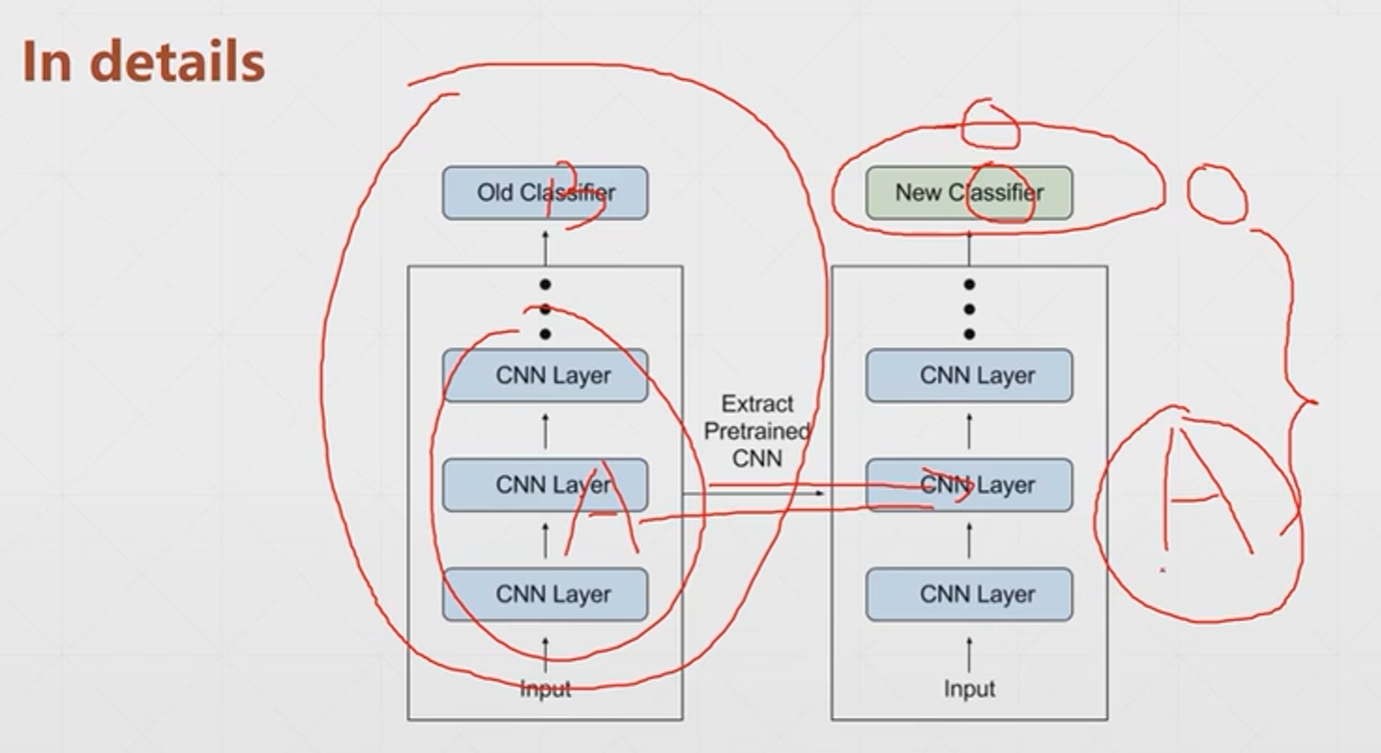 In details
Old Classifier
B
CNN Layer
CNN Layer
A
CNN Layer
Input
Extract
Pretrained
CNN
New Classifier
CNN Layer
CNN Layer
CNN Layer
Input
A